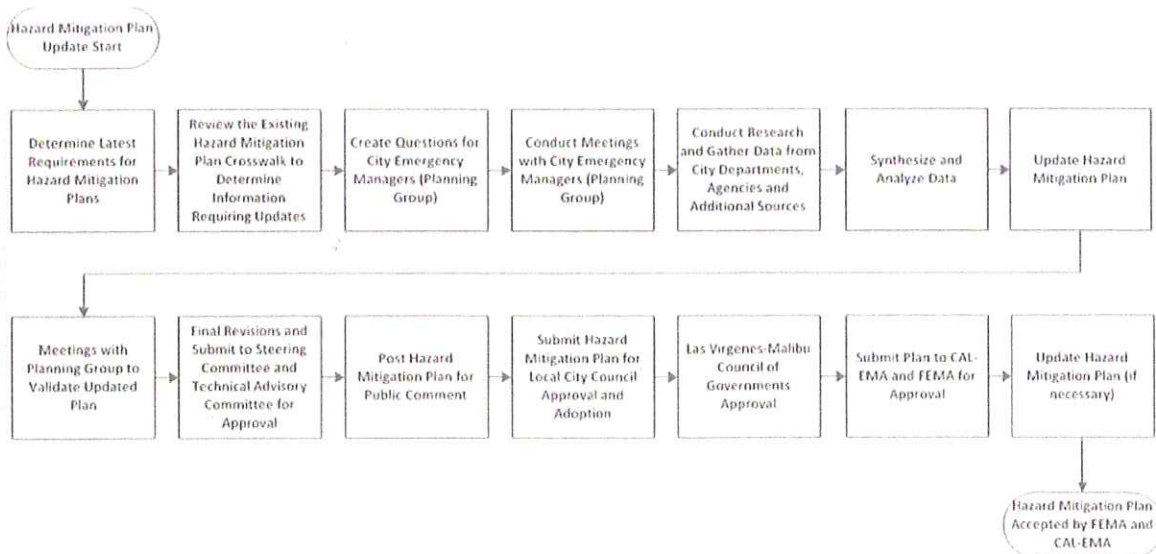 Hazard Mitigation Plan
Update Start
Determine Latest
Requirements for
Hazard Mitigation
Plans
Review the Existing
Hazard Mitigation
Plan Crosswalk to
Determine
Information
Requiring Updates
Create Questions for
City Emergency
Managers (Planning
Group)
Conduct Meetings
with City Emergency
Managers (Planning
Group)
Conduct Research
and Gather Data from
City Departments,
Agencies and
Additional Sources
Synthesize and
Analyze Data
Update Hazard
Mitigation Plan
Meetings with
Planning Group to
Validate Updated
Plan
Final Revisions and
Submit to Steering
Committee and
Technical Advisory
Committee for
Approval
Post Hazard
Mitigation Plan for
Public Comment
Submit Hazard
Mitigation Plan for
Local City Council
Approval and
Adoption
Las Virgenes-Malibu
Council of
Governments
Approval
Submit Plan to CAL-
EMA and FEMA for
Approval
Update Hazard
Mitigation Plan (if
necessary)
Hazard Mitigation Plan
Accepted by FEMA and
CAL-EMA